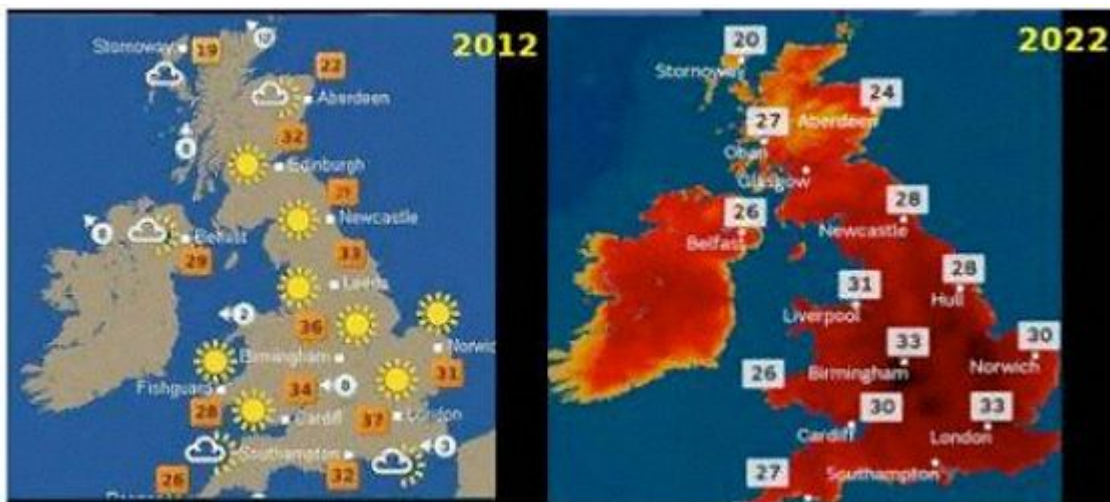 2012
Stornoway
19
22
Aberdeen
32
Edinburgh
Newcastle
Belfast
29
33
Leeds
2
36
Birmingham
Norwic
31
Fishguard
34
28
Cardiff
37
London
Southampton
32
26
2022
20
Stornoway
24
Aberdeen
27
Oban
Glasgow
28
Newcastle
26
Belfast
28
Hull
31
Liverpool
33
Birmingham
30
Norwich
26
30
Cardiff
33
London
27
Southampton